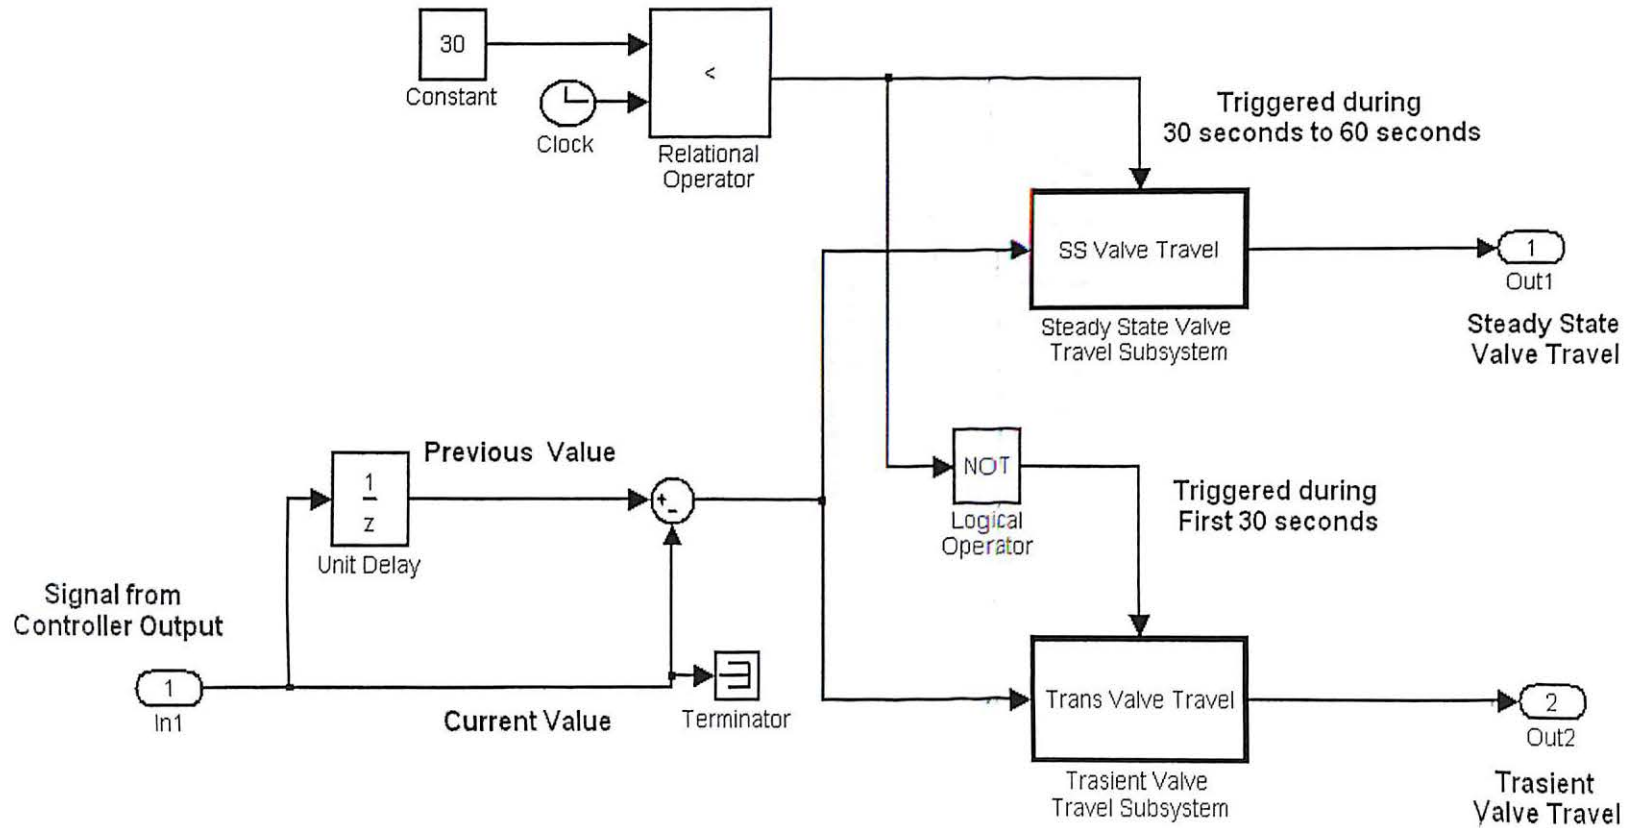 30
Constant
Clock
<
Relational
Operator
Triggered during
30 seconds to 60 seconds
SS Valve Travel
Steady State Valve
Travel Subsystem
1
Out1
Steady State
Valve Travel
Previous Value
1
z
Unit Delay
+
-
NOT
Logical
Operator
Triggered during
First 30 seconds
Signal from
Controller Output
1
In1
Current Value
Terminator
Trans Valve Travel
Trasient Valve
Travel Subsystem
2
Out2
Trasient
Valve Travel